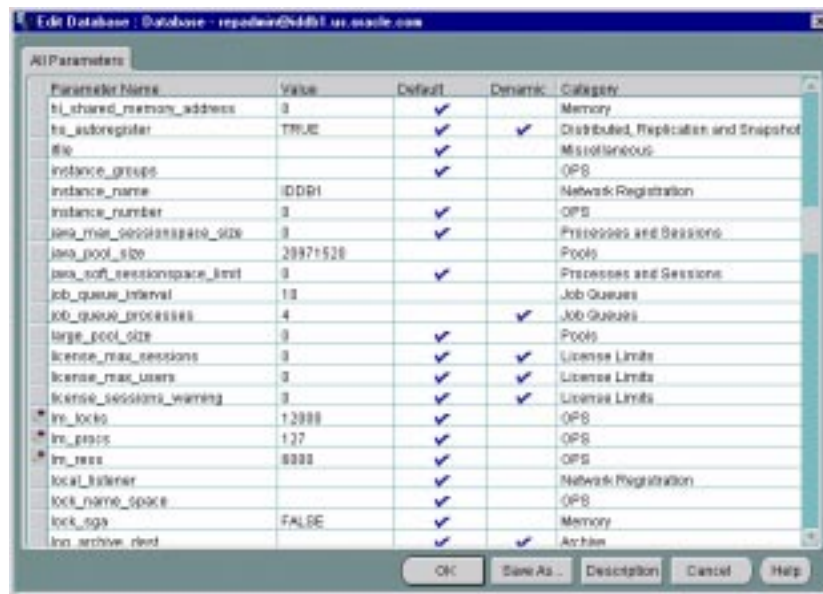 Edit Database : Database - repadmin@iddb1.us.oracle.com
All Parameters
Parameter Name Value Default Dynamic Category
hi_shared_memory_address 0 Memory
hs_autoregister TRUE Distributed, Replication and Snapshot
ifile Miscellaneous
instance_groups OPS
instance_name IDDB1 Network Registration
instance_number 0 OPS
java_max_sessionspace_size 0 Processes and Sessions
java_pool_size 20971520 Pools
java_soft_sessionspace_limit 0 Processes and Sessions
job_queue_interval 10 Job Queues
job_queue_processes 4 Job Queues
large_pool_size 0 Pools
license_max_sessions 0 License Limits
license_max_users 0 License Limits
license_sessions_warning 0 License Limits
lm_locks 12000 OPS
lm_procs 127 OPS
lm_ress 6000 OPS
local_listener Network Registration
lock_name_space OPS
lock_sga FALSE Memory
log_archive_dest Archive
OK Save As... Description Cancel Help